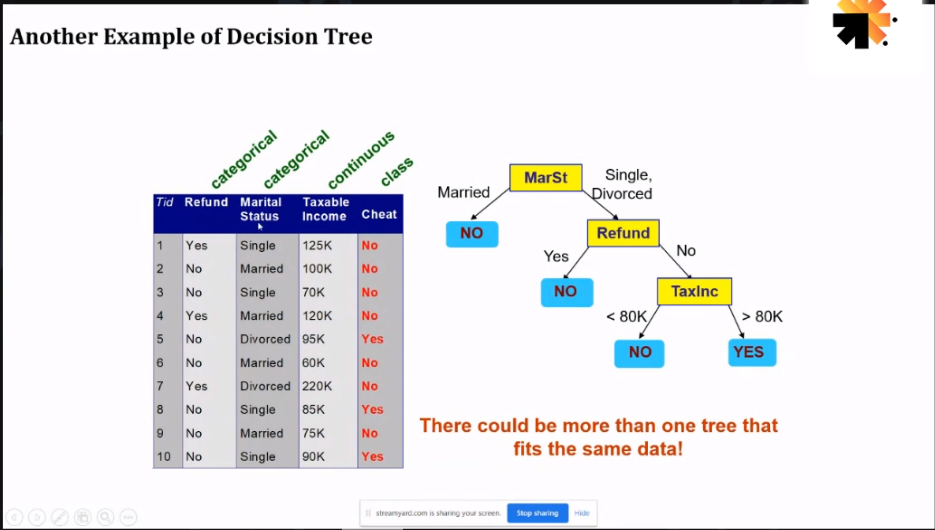 Another Example of Decision Tree
categorical categorical continuous class
Tid Refund Marital Status Taxable Income Cheat
1 Yes Single 125K No
2 No Married 100K No
3 No Single 70K No
4 Yes Married 120K No
5 No Divorced 95K Yes
6 No Married 60K No
7 Yes Divorced 220K No
8 No Single 85K Yes
9 No Married 75K No
10 No Single 90K Yes
MarSt
Married
Single,
Divorced
NO
Refund
Yes
No
NO
TaxInc
< 80K
> 80K
NO
YES
There could be more than one tree that
fits the same data!
streamyard.com is sharing your screen. Stop sharing Hide